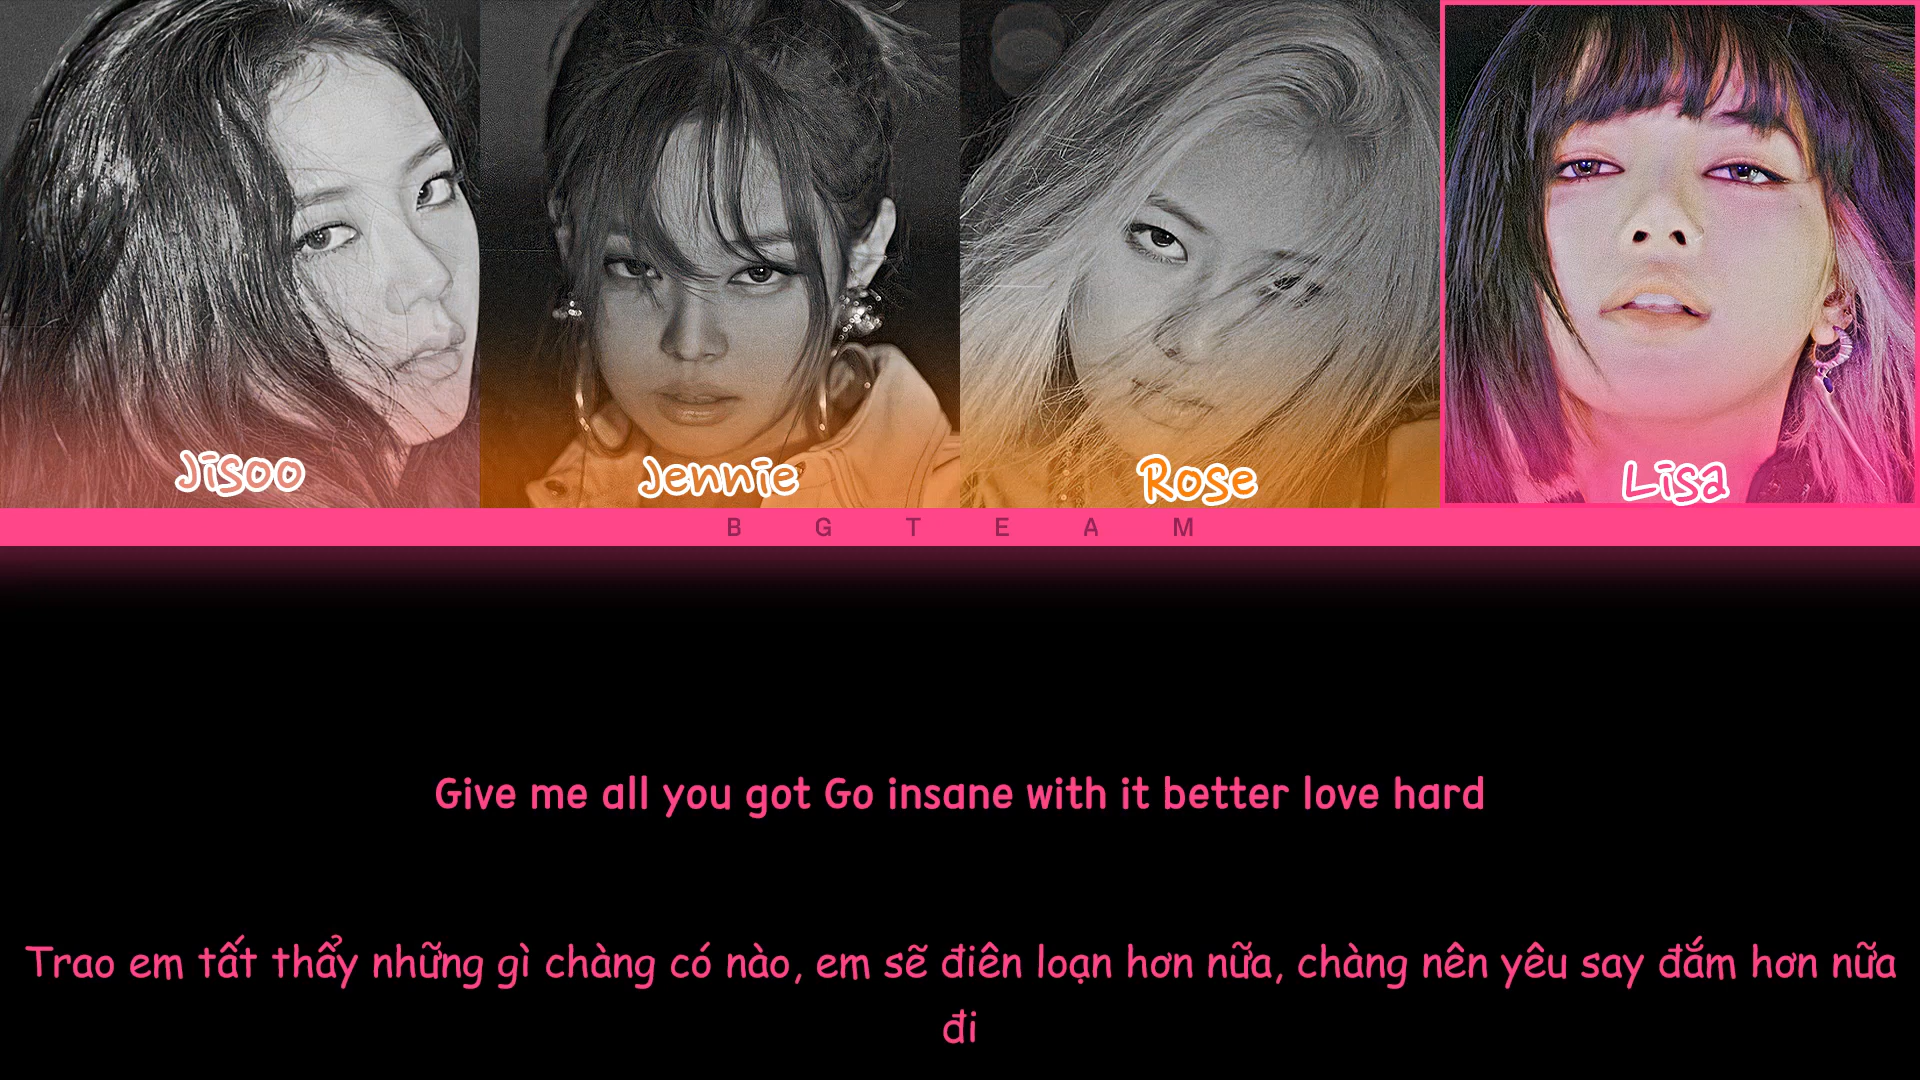 Jisoo
Jennie
Rose
Lisa
B G T E A M
Give me all you got Go insane with it better love hard
Trao em tất thẩy những gì chàng có nào, em sẽ điên loạn hơn nữa, chàng nên yêu say đắm hơn nữa
đi